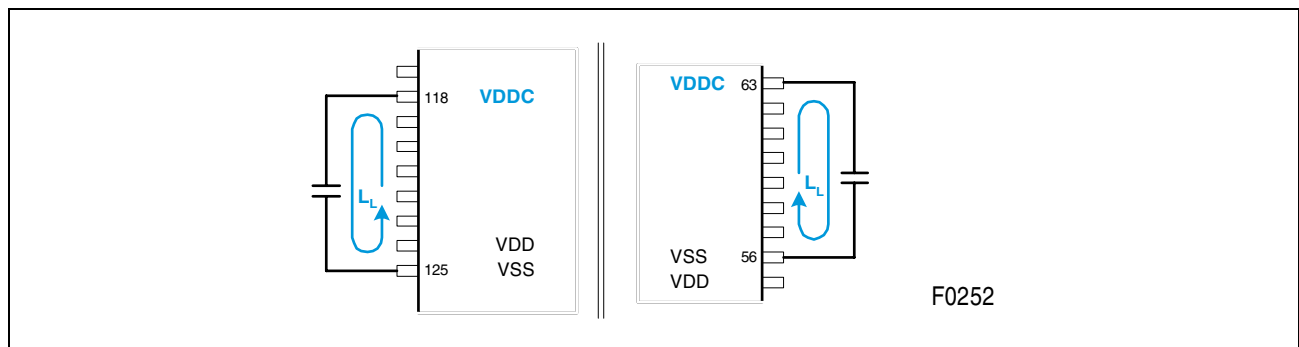 118 VDDC
L_L
VDD
125 VSS
VDDC 63
L_L
VSS 56
VDD
F0252